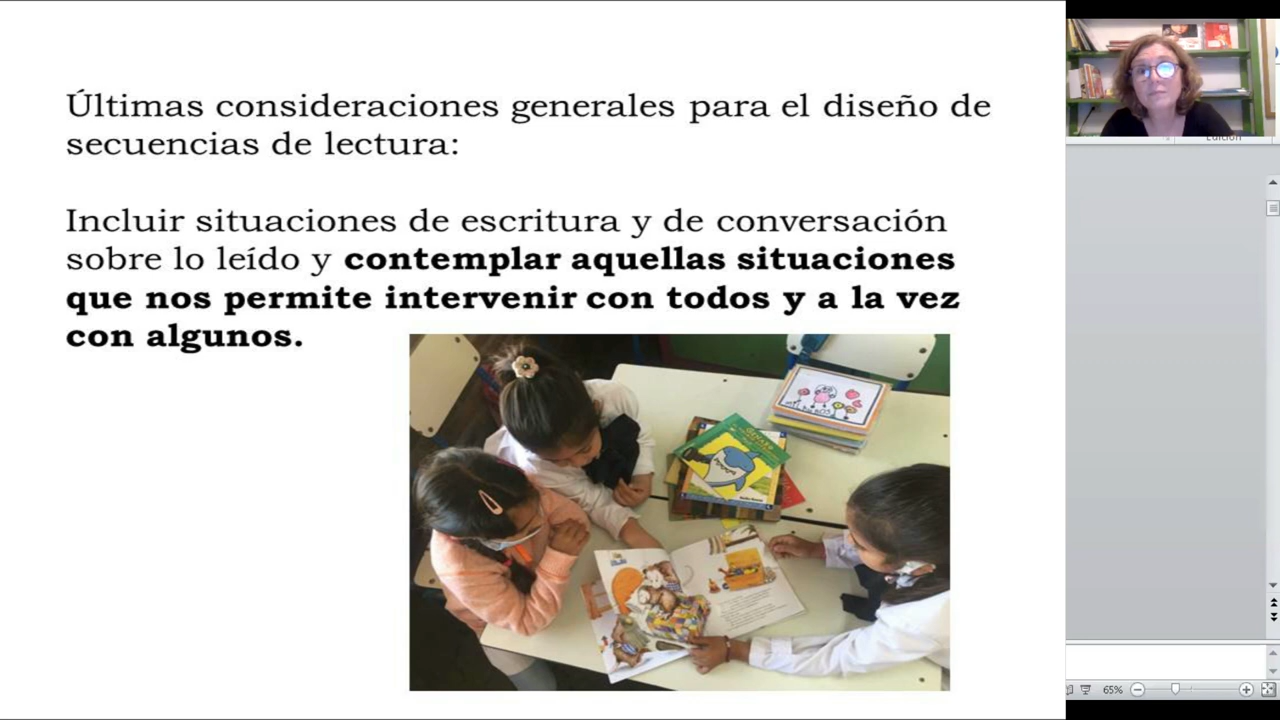 Últimas consideraciones generales para el diseño de
secuencias de lectura:
Incluir situaciones de escritura y de conversación
sobre lo leído y contemplar aquellas situaciones
que nos permite intervenir con todos y a la vez
con algunos.
65%